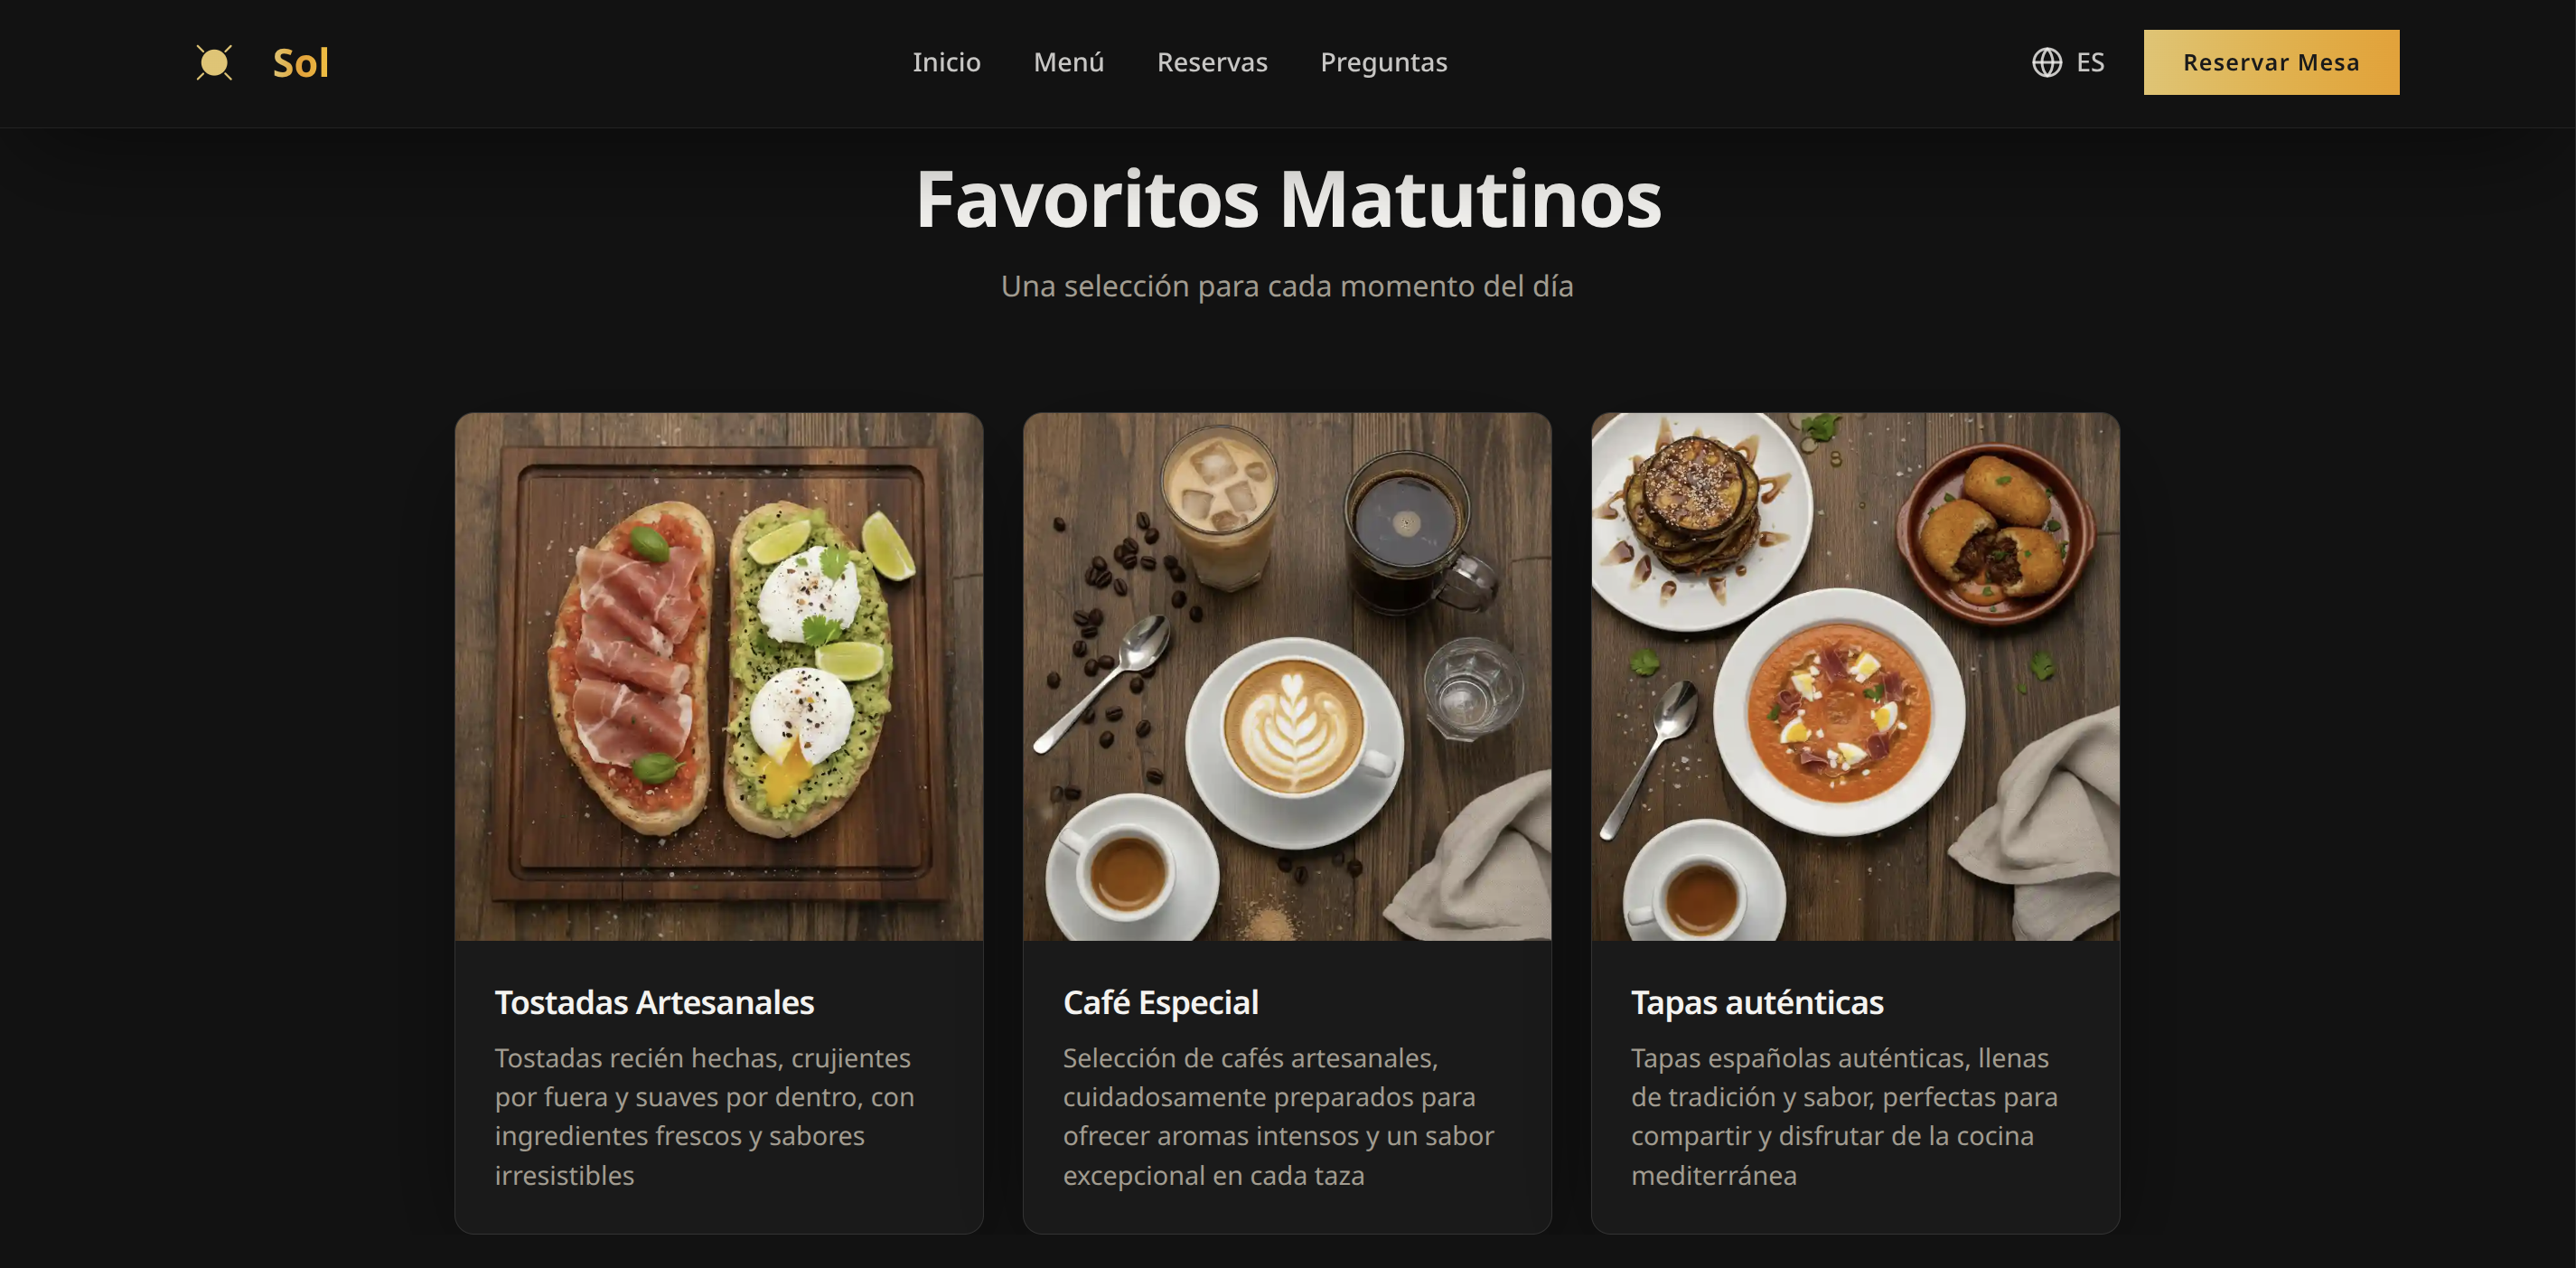 Sol
Inicio
Menú
Reservas
Preguntas
ES
Reservar Mesa
Favoritos Matutinos
Una selección para cada momento del día
Tostadas Artesanales
Tostadas recién hechas, crujientes
por fuera y suaves por dentro, con
ingredientes frescos y sabores
irresistibles
Café Especial
Selección de cafés artesanales,
cuidadosamente preparados para
ofrecer aromas intensos y un sabor
excepcional en cada taza
Tapas auténticas
Tapas españolas auténticas, llenas
de tradición y sabor, perfectas para
compartir y disfrutar de la cocina
mediterránea